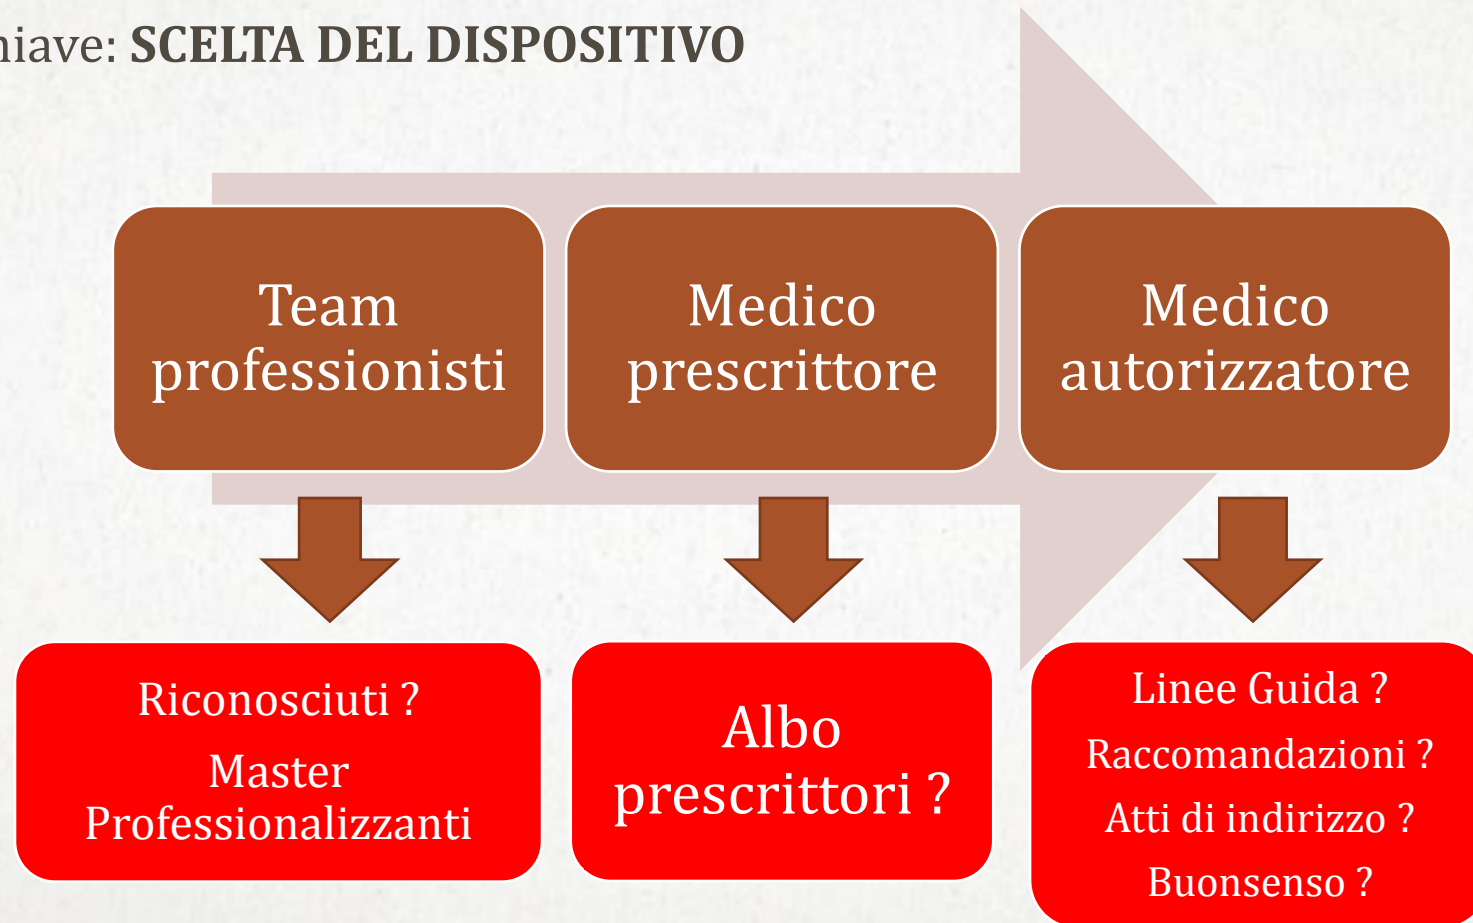 hiave: SCELTA DEL DISPOSITIVO
Team
professionisti
Medico
prescrittore
Medico
autorizzatore
Riconosciuti ?
Master
Professionalizzanti
Albo
prescrittori ?
Linee Guida ?
Raccomandazioni ?
Atti di indirizzo ?
Buonsenso ?